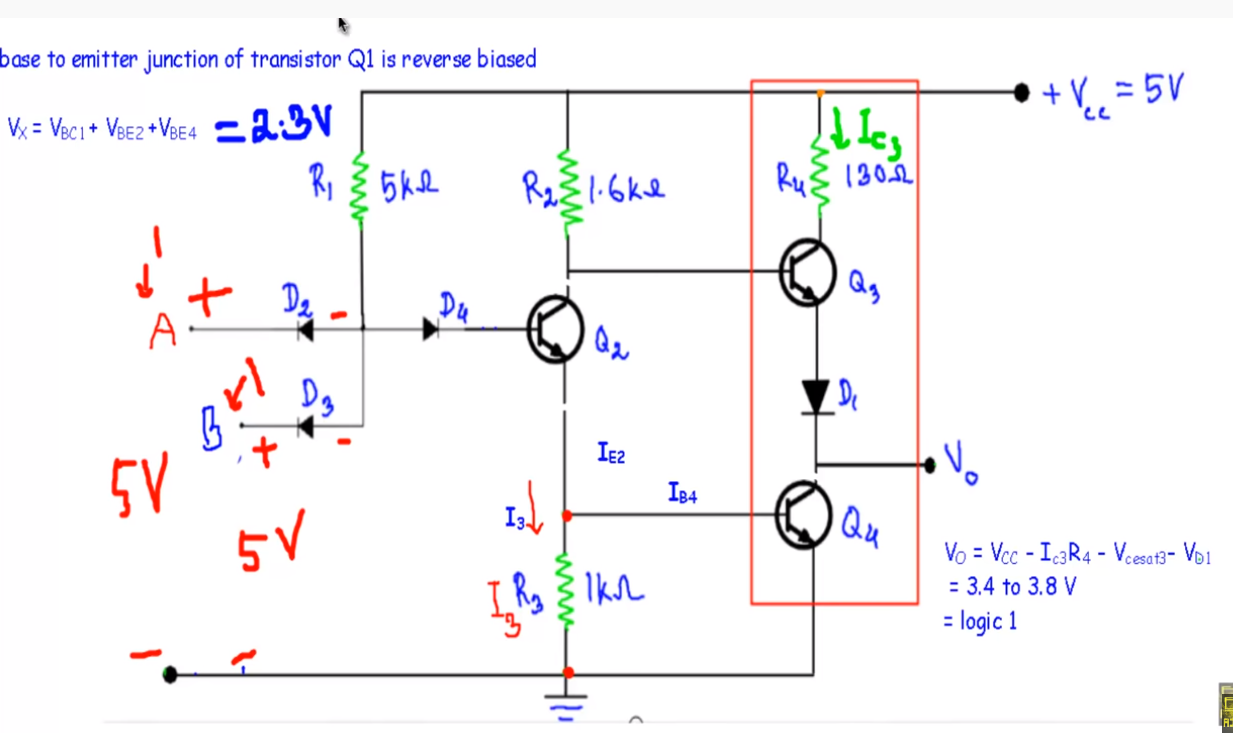 base to emitter junction of transistor Q1 is reverse biased
+ Vcc = 5V
VX = VBC1 + VBE2 +VBE4 = 2.3V
↓ IC3
R1 5kΩ
R2 1.6kΩ
R4 130Ω
1
A + D2 - D4
Q2
Q3
1
B + D3 -
D1
5V
5V
IE2
Vo
IB4
I3
Q4
VO = VCC - Ic3R4 - Vcesat3- VD1
= 3.4 to 3.8 V
= logic 1
I3 R3 1kΩ
- -